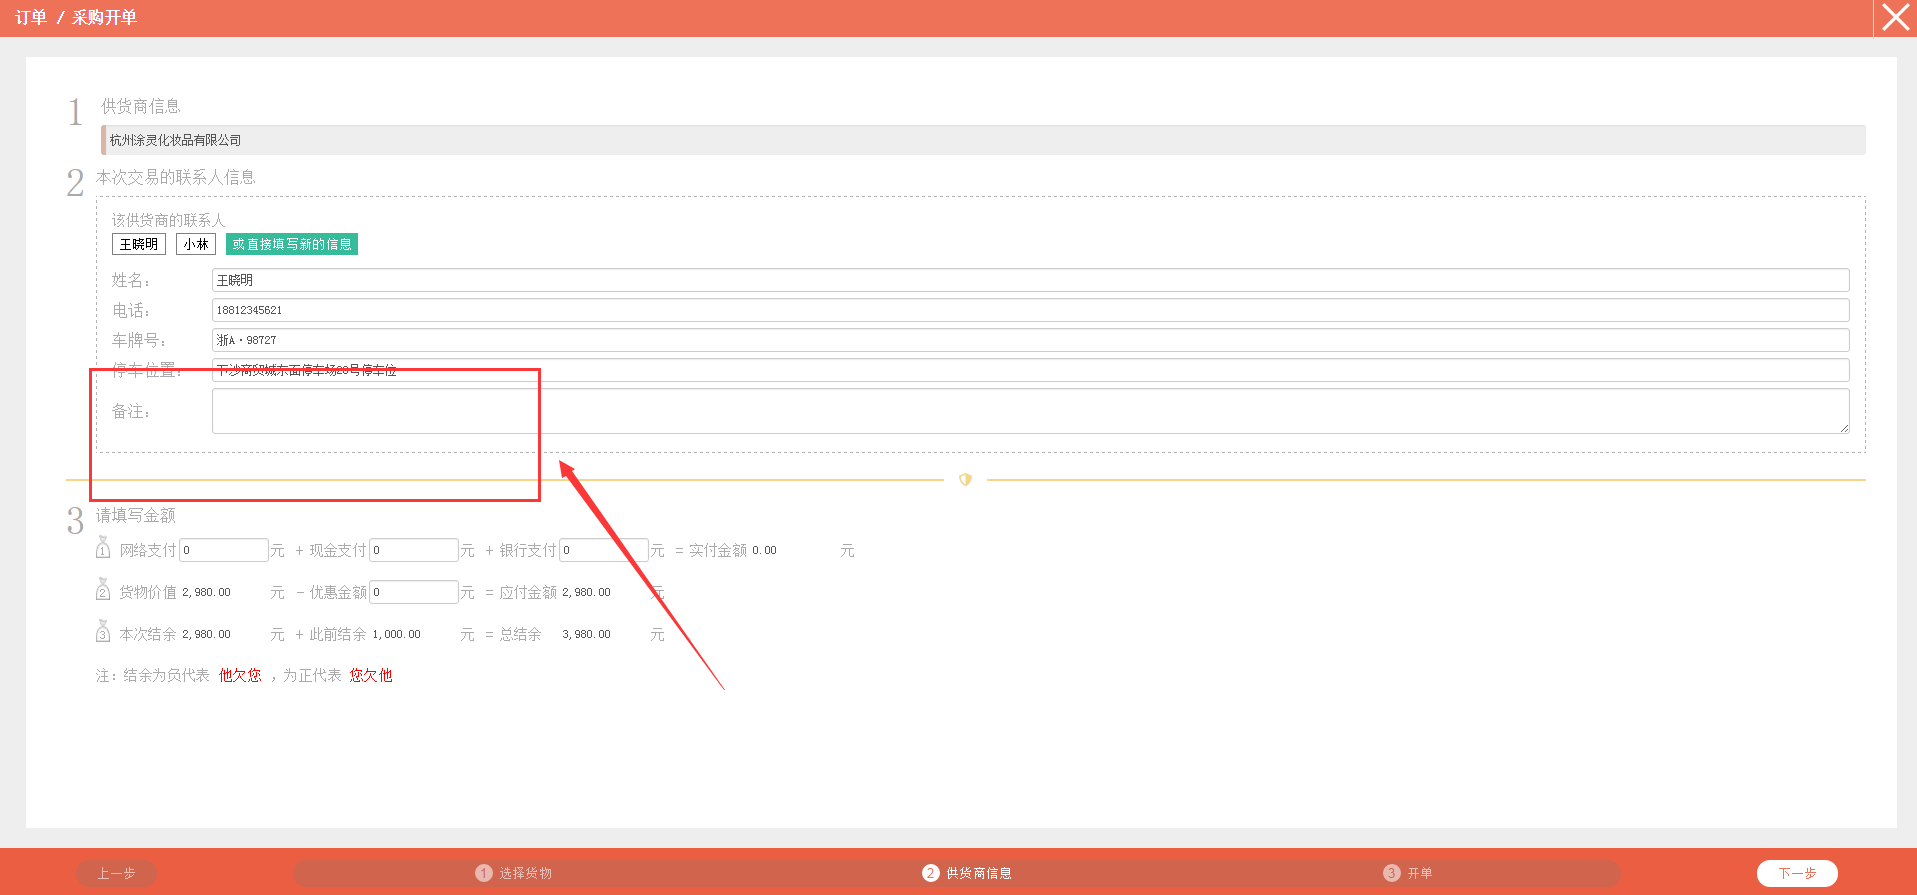 订单 / 采购开单
1 供货商信息
杭州涂灵化妆品有限公司
2 本次交易的联系人信息
该供货商的联系人
王晓明 小林 或直接填写新的信息
姓名： 王晓明
电话： 18812345621
车牌号： 浙A·98727
停车位置： 下沙商贸城东面停车场23号停车位
备注：
3 请填写金额
1 网络支付 0 元 + 现金支付 0 元 + 银行支付 0 元 = 实付金额 0.00 元
2 货物价值 2,980.00 元 - 优惠金额 0 元 = 应付金额 2,980.00 元
3 本次结余 2,980.00 元 + 此前结余 1,000.00 元 = 总结余 3,980.00 元
注：结余为负代表 他欠您 ，为正代表 您欠他
上一步 1 选择货物 2 供货商信息 3 开单 下一步